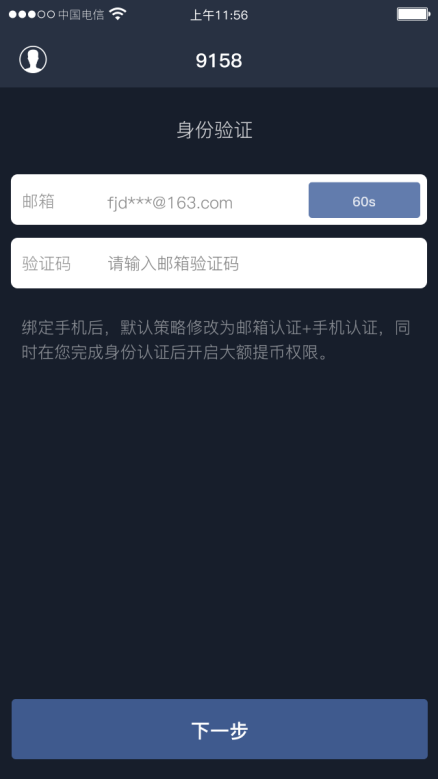 中国电信
上午11:56
9158
身份验证
邮箱 fjd***@163.com 60s
验证码 请输入邮箱验证码
绑定手机后，默认策略修改为邮箱认证+手机认证，同
时在您完成身份认证后开启大额提币权限。
下一步